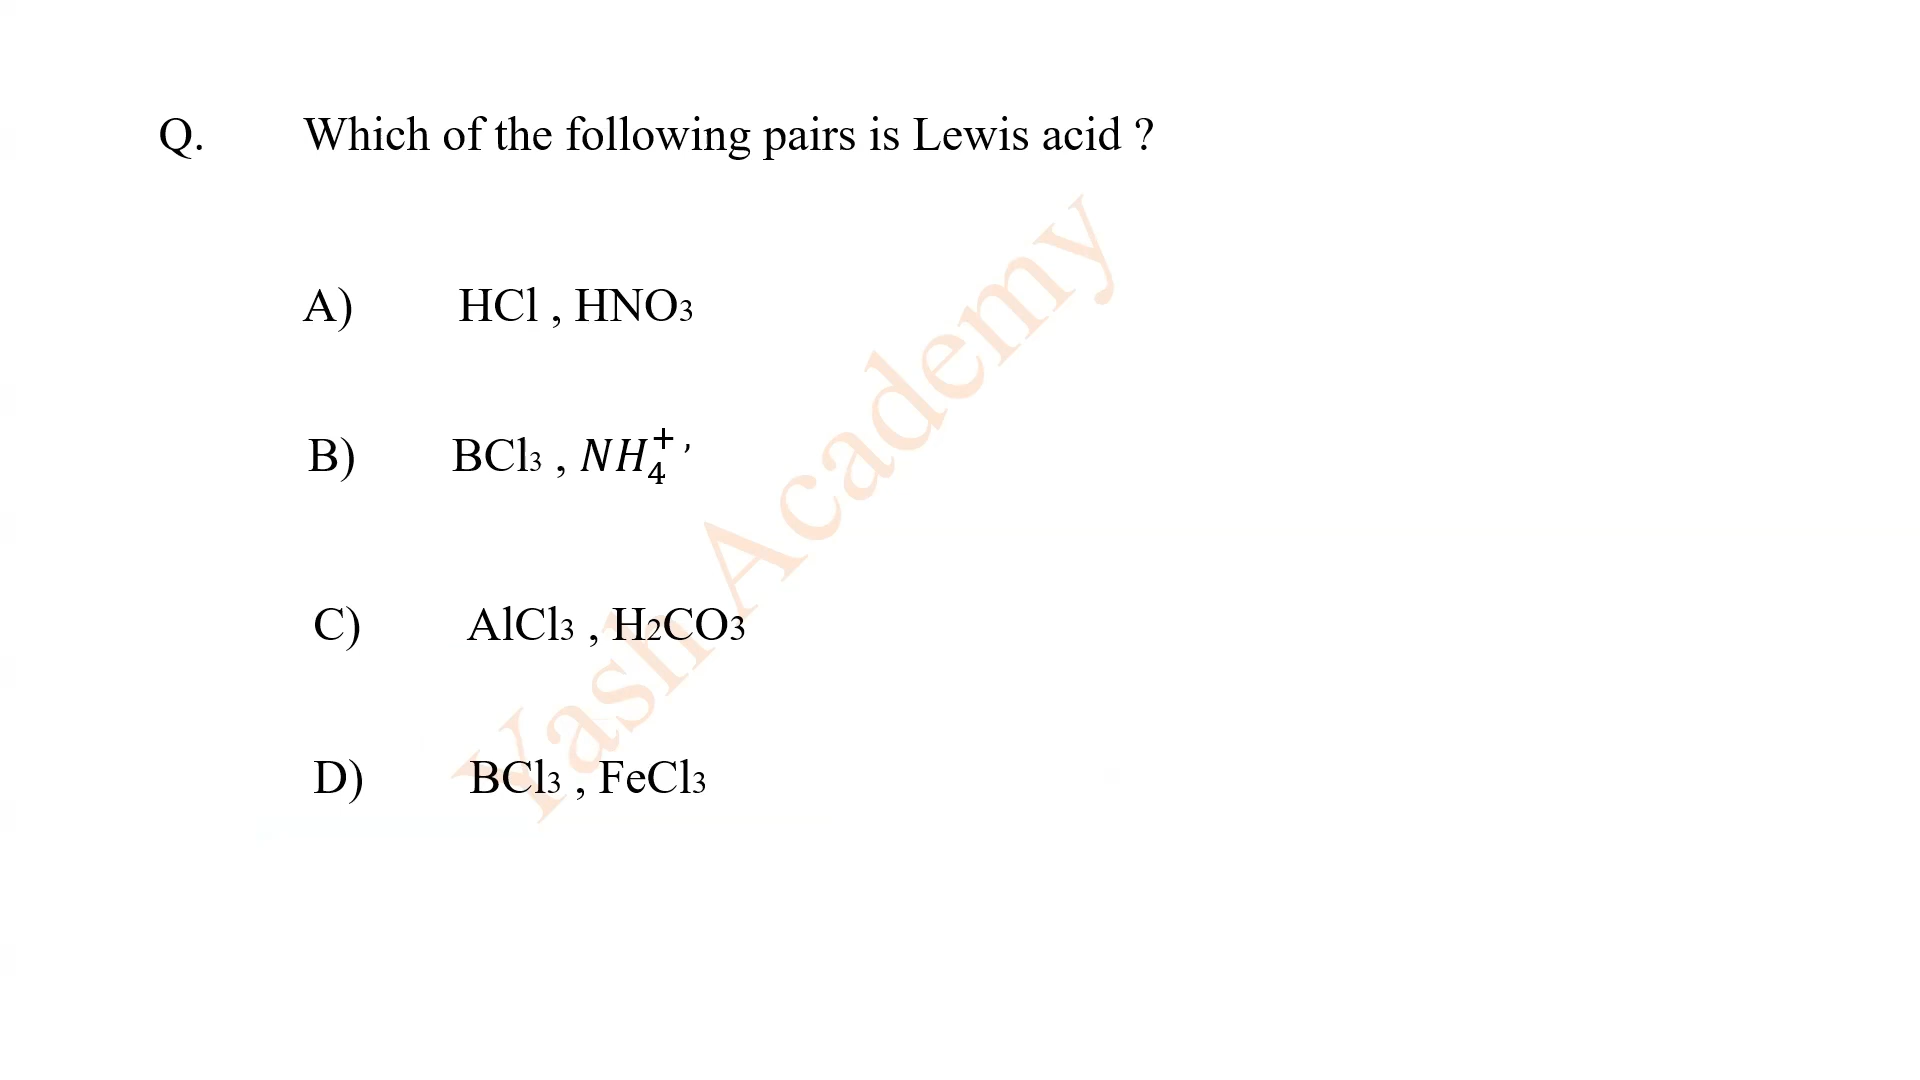 Q. Which of the following pairs is Lewis acid ?
A) HCl , HNO3
B) BCl3 , NH₄⁺ ,
C) AlCl3 , H2CO3
D) BCl3 , FeCl3
Yash Academy